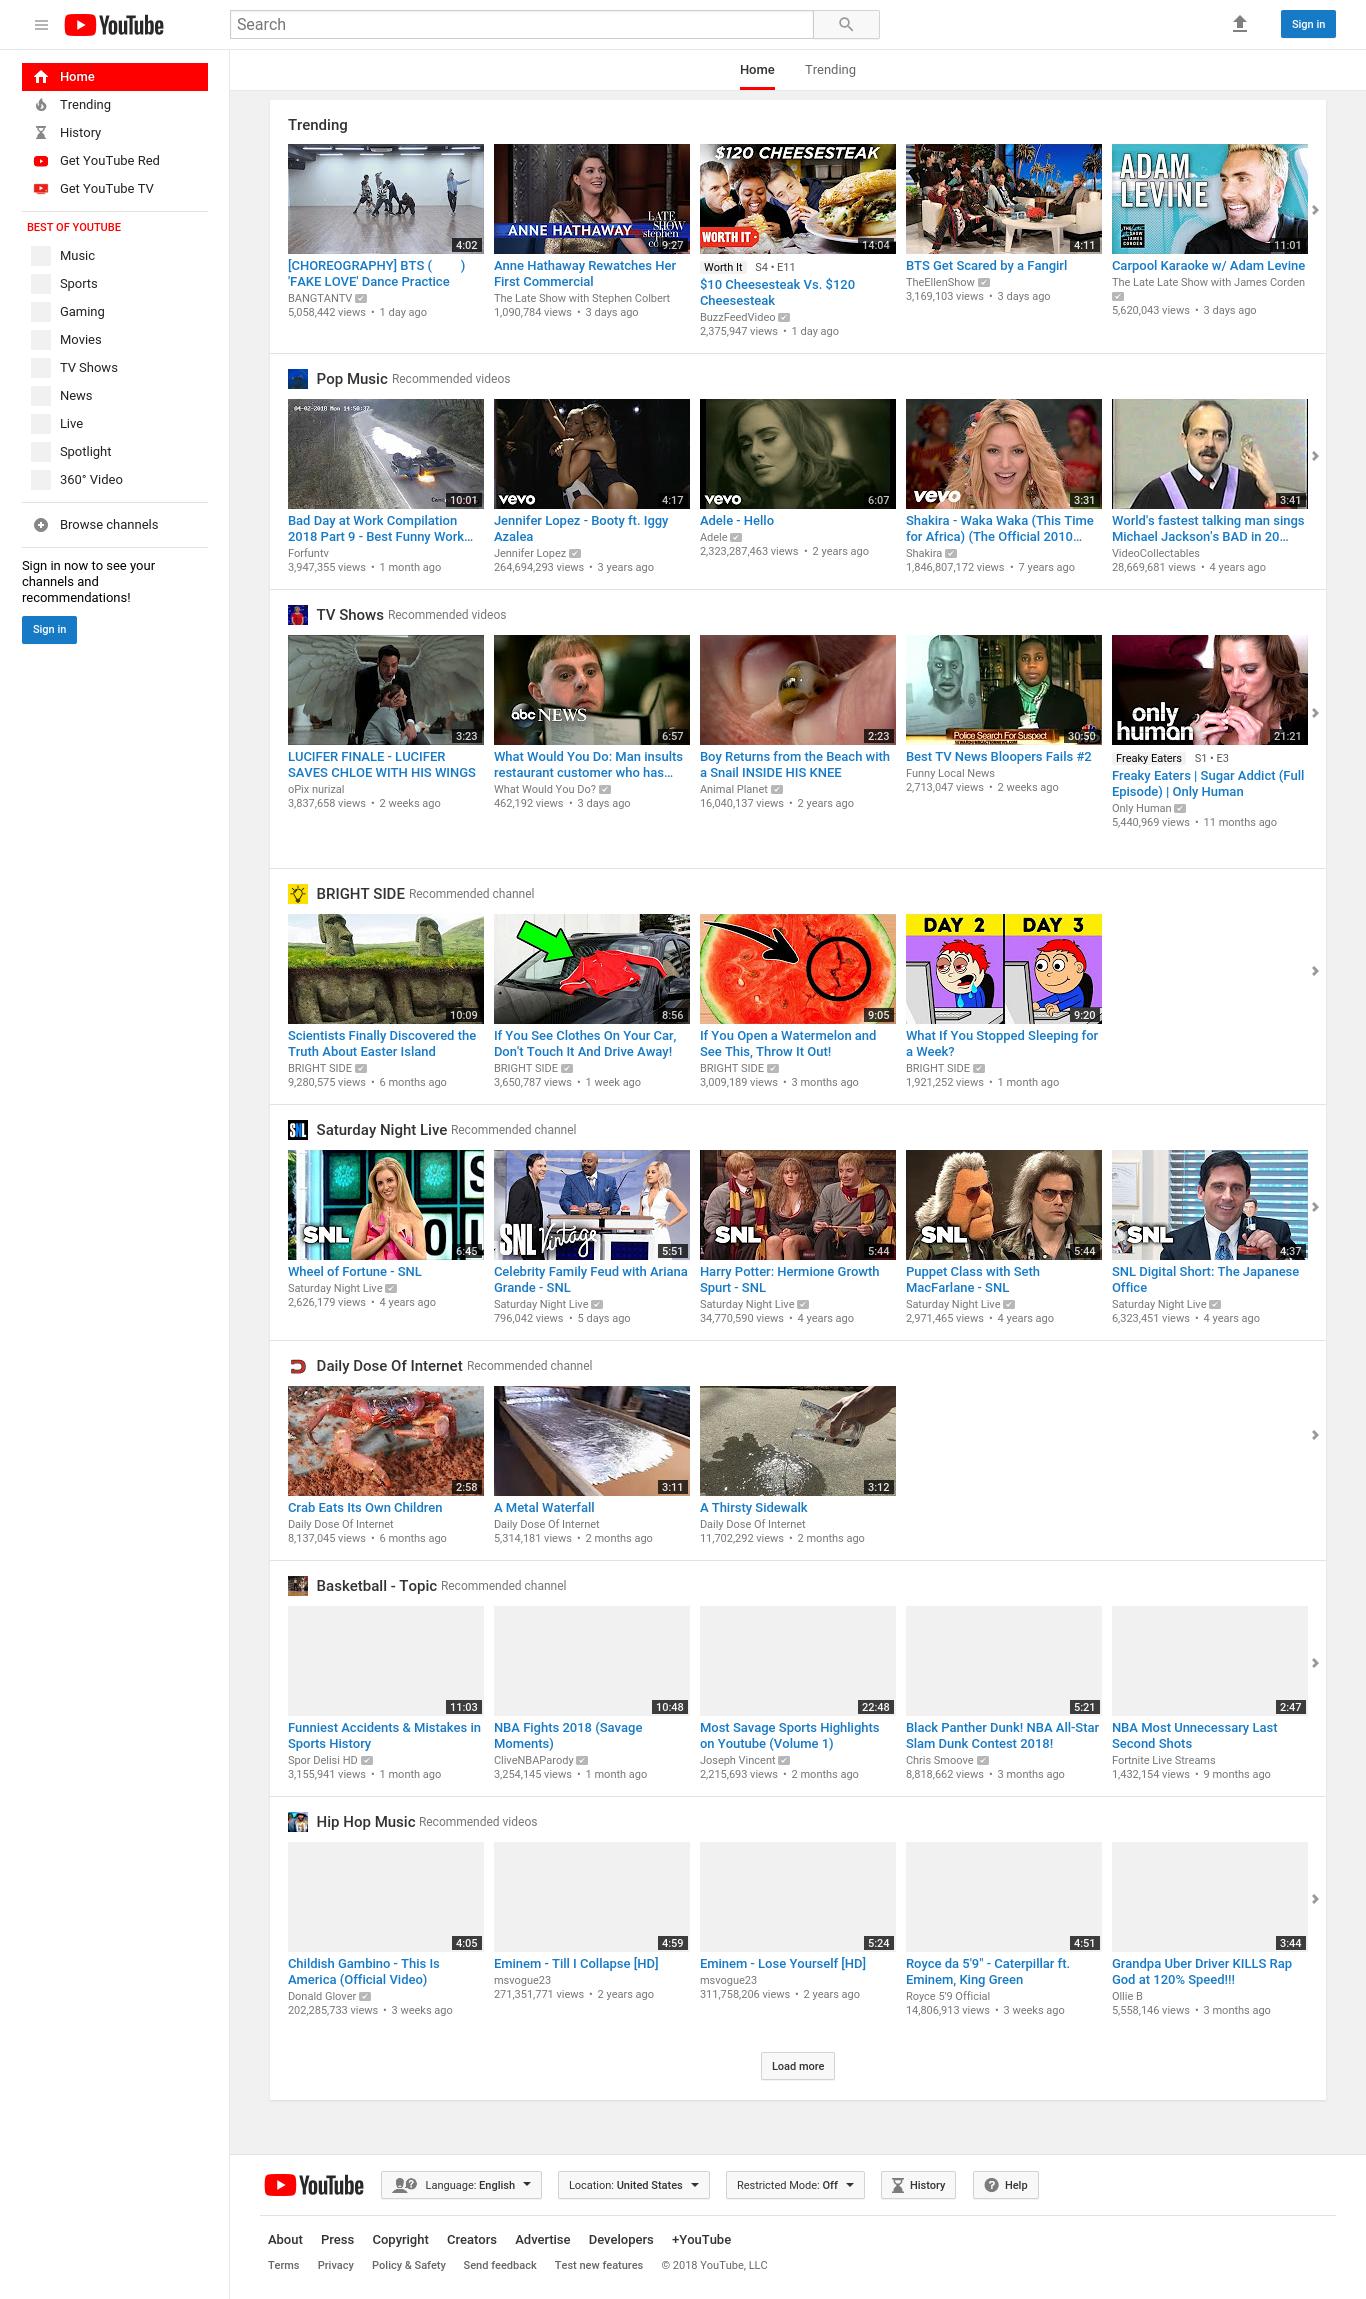 YouTube
Search
Sign in
Home
Trending
History
Get YouTube Red
Get YouTube TV
BEST OF YOUTUBE
Music
Sports
Gaming
Movies
TV Shows
News
Live
Spotlight
360° Video
Browse channels
Sign in now to see your
channels and
recommendations!
Sign in
Home Trending
Trending
4:02
[CHOREOGRAPHY] BTS ( )
'FAKE LOVE' Dance Practice
BANGTANTV
5,058,442 views • 1 day ago
ANNE HATHAWAY
LATE
SHOW
stephen
9:27
Anne Hathaway Rewatches Her
First Commercial
The Late Show with Stephen Colbert
1,090,784 views • 3 days ago
$120 CHEESESTEAK
WORTH IT
14:04
Worth It S4 • E11
$10 Cheesesteak Vs. $120
Cheesesteak
BuzzFeedVideo
2,375,947 views • 1 day ago
4:11
BTS Get Scared by a Fangirl
TheEllenShow
3,169,103 views • 3 days ago
ADAM
LEVINE
THE
LATE LATE
SHOW
JAMES
CORDEN
11:01
Carpool Karaoke w/ Adam Levine
The Late Late Show with James Corden
5,620,043 views • 3 days ago
Pop Music Recommended videos
04-02-2018 Mon 14:50:37
10:01
Bad Day at Work Compilation
2018 Part 9 - Best Funny Work...
Forfuntv
3,947,355 views • 1 month ago
vevo
4:17
Jennifer Lopez - Booty ft. Iggy
Azalea
Jennifer Lopez
264,694,293 views • 3 years ago
vevo
6:07
Adele - Hello
Adele
2,323,287,463 views • 2 years ago
vevo
3:31
Shakira - Waka Waka (This Time
for Africa) (The Official 2010...
Shakira
1,846,807,172 views • 7 years ago
3:41
World's fastest talking man sings
Michael Jackson's BAD in 20...
VideoCollectables
28,669,681 views • 4 years ago
TV Shows Recommended videos
3:23
LUCIFER FINALE - LUCIFER
SAVES CHLOE WITH HIS WINGS
oPix nurizal
3,837,658 views • 2 weeks ago
abc NEWS
6:57
What Would You Do: Man insults
restaurant customer who has...
What Would You Do?
462,192 views • 3 days ago
2:23
Boy Returns from the Beach with
a Snail INSIDE HIS KNEE
Animal Planet
16,040,137 views • 2 years ago
Police Search For Suspect
30:50
Best TV News Bloopers Fails #2
Funny Local News
2,713,047 views • 2 weeks ago
only
human
21:21
Freaky Eaters S1 • E3
Freaky Eaters | Sugar Addict (Full
Episode) | Only Human
Only Human
5,440,969 views • 11 months ago
BRIGHT SIDE Recommended channel
10:09
Scientists Finally Discovered the
Truth About Easter Island
BRIGHT SIDE
9,280,575 views • 6 months ago
8:56
If You See Clothes On Your Car,
Don't Touch It And Drive Away!
BRIGHT SIDE
3,650,787 views • 1 week ago
9:05
If You Open a Watermelon and
See This, Throw It Out!
BRIGHT SIDE
3,009,189 views • 3 months ago
DAY 2 DAY 3
9:20
What If You Stopped Sleeping for
a Week?
BRIGHT SIDE
1,921,252 views • 1 month ago
SNL
Saturday Night Live Recommended channel
SNL
6:45
Wheel of Fortune - SNL
Saturday Night Live
2,626,179 views • 4 years ago
SNL Vintage
5:51
Celebrity Family Feud with Ariana
Grande - SNL
Saturday Night Live
796,042 views • 5 days ago
SNL
5:44
Harry Potter: Hermione Growth
Spurt - SNL
Saturday Night Live
34,770,590 views • 4 years ago
SNL
5:44
Puppet Class with Seth
MacFarlane - SNL
Saturday Night Live
2,971,465 views • 4 years ago
SNL
4:37
SNL Digital Short: The Japanese
Office
Saturday Night Live
6,323,451 views • 4 years ago
Daily Dose Of Internet Recommended channel
2:58
Crab Eats Its Own Children
Daily Dose Of Internet
8,137,045 views • 6 months ago
3:11
A Metal Waterfall
Daily Dose Of Internet
5,314,181 views • 2 months ago
3:12
A Thirsty Sidewalk
Daily Dose Of Internet
11,702,292 views • 2 months ago
Basketball - Topic Recommended channel
11:03
Funniest Accidents & Mistakes in
Sports History
Spor Delisi HD
3,155,941 views • 1 month ago
10:48
NBA Fights 2018 (Savage
Moments)
CliveNBAParody
3,254,145 views • 1 month ago
22:48
Most Savage Sports Highlights
on Youtube (Volume 1)
Joseph Vincent
2,215,693 views • 2 months ago
5:21
Black Panther Dunk! NBA All-Star
Slam Dunk Contest 2018!
Chris Smoove
8,818,662 views • 3 months ago
2:47
NBA Most Unnecessary Last
Second Shots
Fortnite Live Streams
1,432,154 views • 9 months ago
Hip Hop Music Recommended videos
4:05
Childish Gambino - This Is
America (Official Video)
Donald Glover
202,285,733 views • 3 weeks ago
4:59
Eminem - Till I Collapse [HD]
msvogue23
271,351,771 views • 2 years ago
5:24
Eminem - Lose Yourself [HD]
msvogue23
311,758,206 views • 2 years ago
4:51
Royce da 5'9" - Caterpillar ft.
Eminem, King Green
Royce 5'9 Official
14,806,913 views • 3 weeks ago
3:44
Grandpa Uber Driver KILLS Rap
God at 120% Speed!!!
Ollie B
5,558,146 views • 3 months ago
Load more
YouTube Language: English Location: United States Restricted Mode: Off History Help
About Press Copyright Creators Advertise Developers +YouTube
Terms Privacy Policy & Safety Send feedback Test new features © 2018 YouTube, LLC